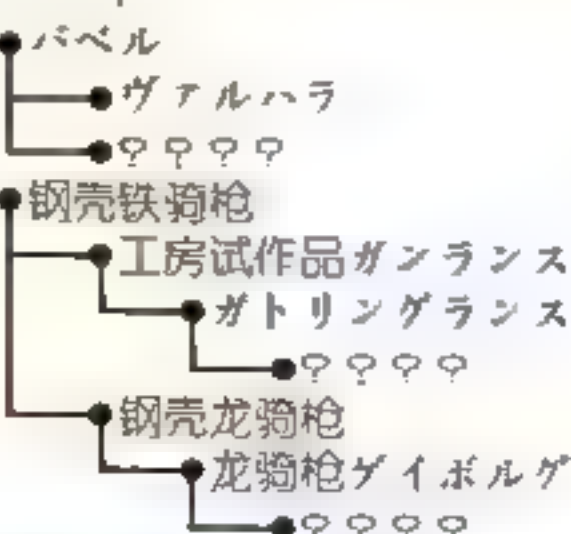 バベル
ヴァルハラ
????
钢壳铁骑枪
工房试作品ガンランス
ガトリングランス
????
钢壳龙骑枪
龙骑枪ゲイボルグ
????